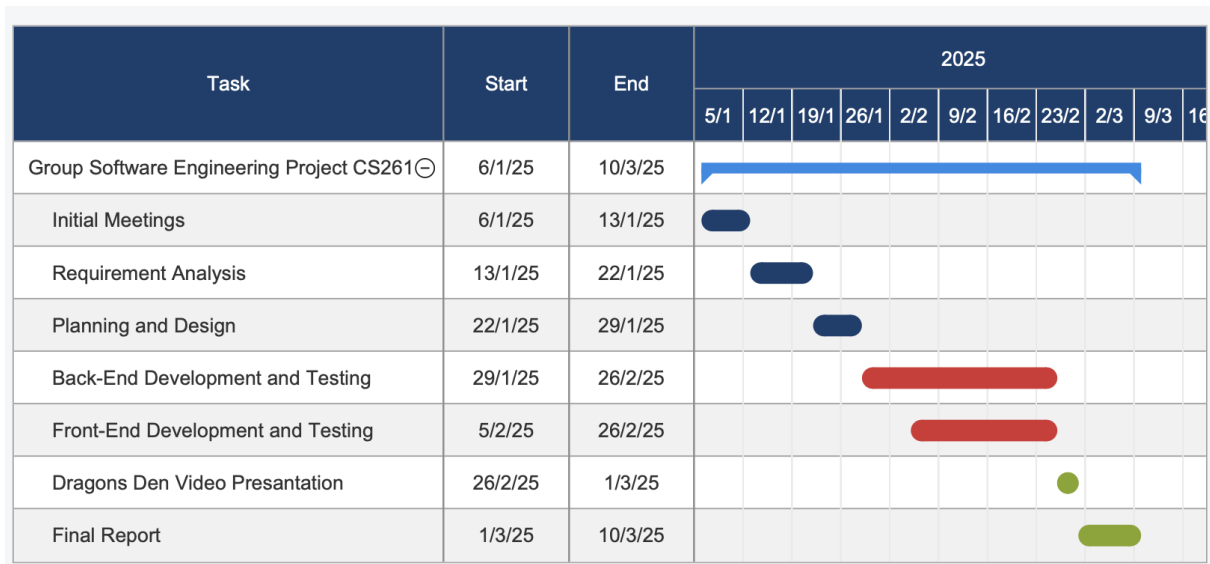 Task Start End 2025
5/1 12/1 19/1 26/1 2/2 9/2 16/2 23/2 2/3 9/3 16
Group Software Engineering Project CS261 6/1/25 10/3/25
Initial Meetings 6/1/25 13/1/25
Requirement Analysis 13/1/25 22/1/25
Planning and Design 22/1/25 29/1/25
Back-End Development and Testing 29/1/25 26/2/25
Front-End Development and Testing 5/2/25 26/2/25
Dragons Den Video Presantation 26/2/25 1/3/25
Final Report 1/3/25 10/3/25